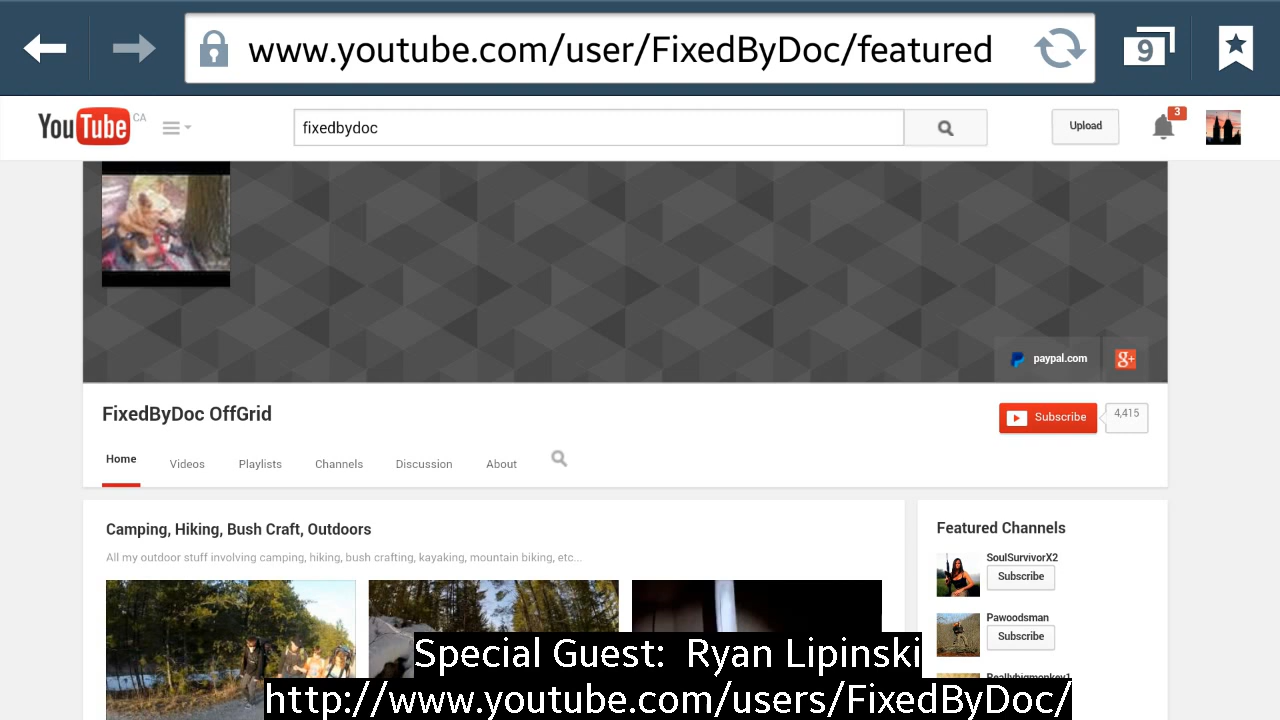 www.youtube.com/user/FixedByDoc/featured
9
YouTube CA
fixedbydoc
Upload
3
paypal.com
g+
FixedByDoc OffGrid
Subscribe
4,415
Home Videos Playlists Channels Discussion About
Camping, Hiking, Bush Craft, Outdoors
All my outdoor stuff involving camping, hiking, bush crafting, kayaking, mountain biking, etc...
Featured Channels
SoulSurvivorX2
Subscribe
Pawoodsman
Subscribe
Reallybigmonkey1
Special Guest: Ryan Lipinski
http://www.youtube.com/users/FixedByDoc/